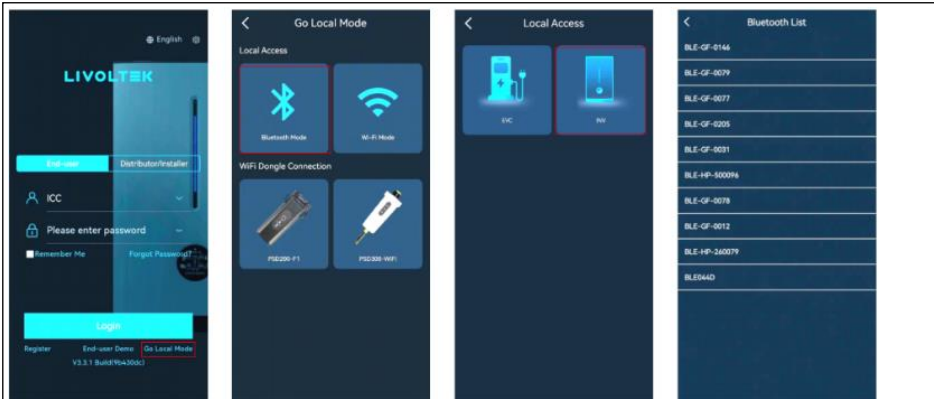 English
LIVOLTEK
End-user
Distributor/Installer
ICC
Please enter password
Remember Me
Forgot Password?
Login
Register
End-user Demo
Go Local Mode
V3.3.1 Build(9b430dc)
Go Local Mode
Local Access
Bluetooth Mode
Wi-Fi Mode
WiFi Dongle Connection
PSD200-F1
PSD300-WiFi
Local Access
EVC
INV
Bluetooth List
BLE-GF-0146
BLE-GF-0079
BLE-GF-0077
BLE-GF-0205
BLE-GF-0031
BLE-HP-500096
BLE-GF-0078
BLE-GF-0012
BLE-HP-260079
BLE044D